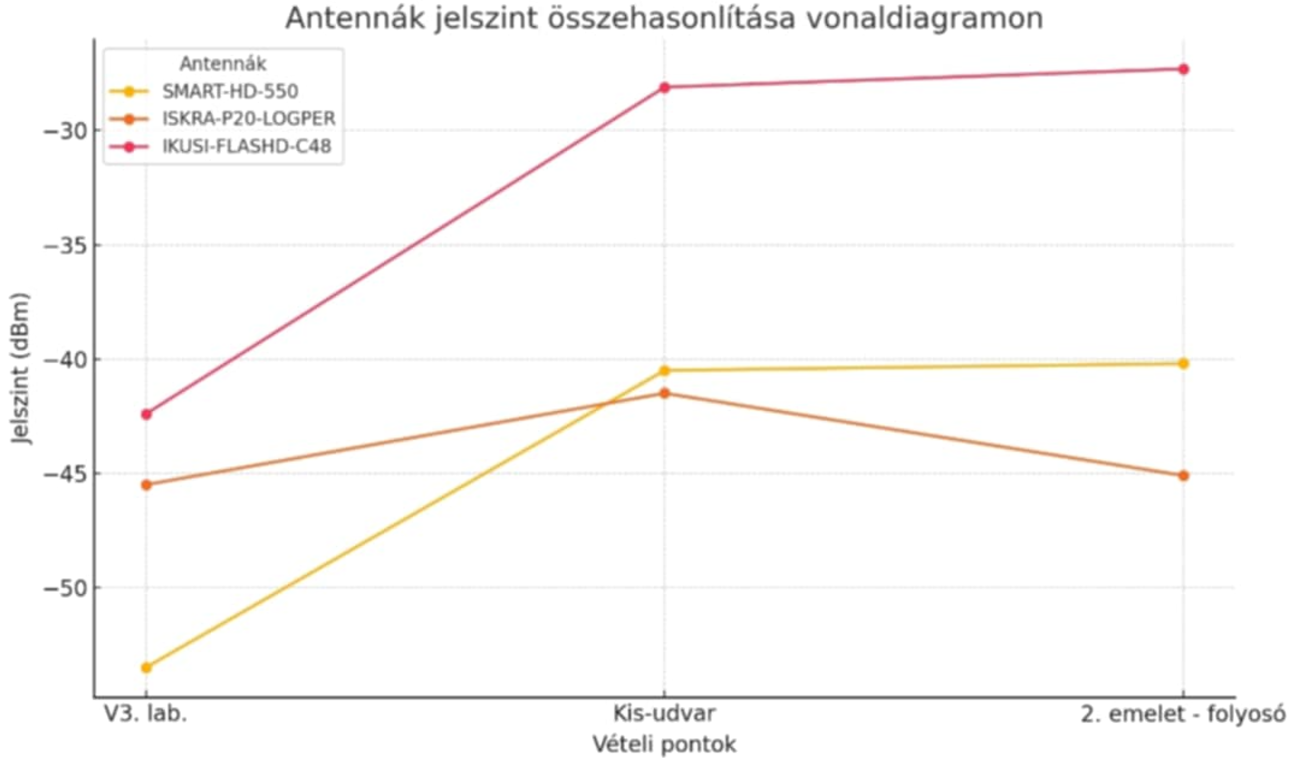 Antennák jelszint összehasonlítása vonaldiagramon
Antennák
SMART-HD-550
ISKRA-P20-LOGPER
IKUSI-FLASHD-C48
−30
−35
−40
−45
−50
Jelszint (dBm)
V3. lab.
Kis-udvar
2. emelet - folyosó
Vételi pontok